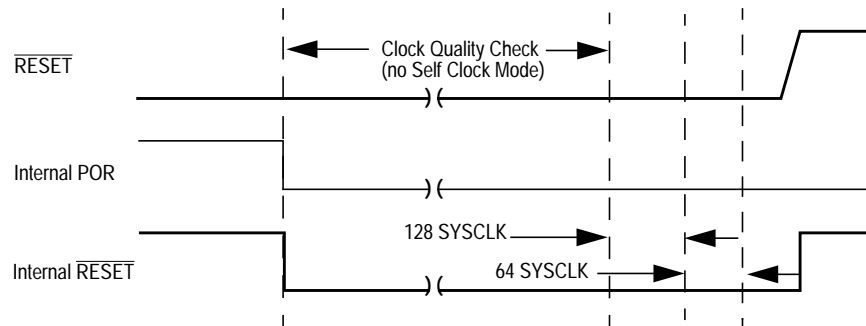 Clock Quality Check
(no Self Clock Mode)
RESET
Internal POR
128 SYSCLK
64 SYSCLK
Internal RESET